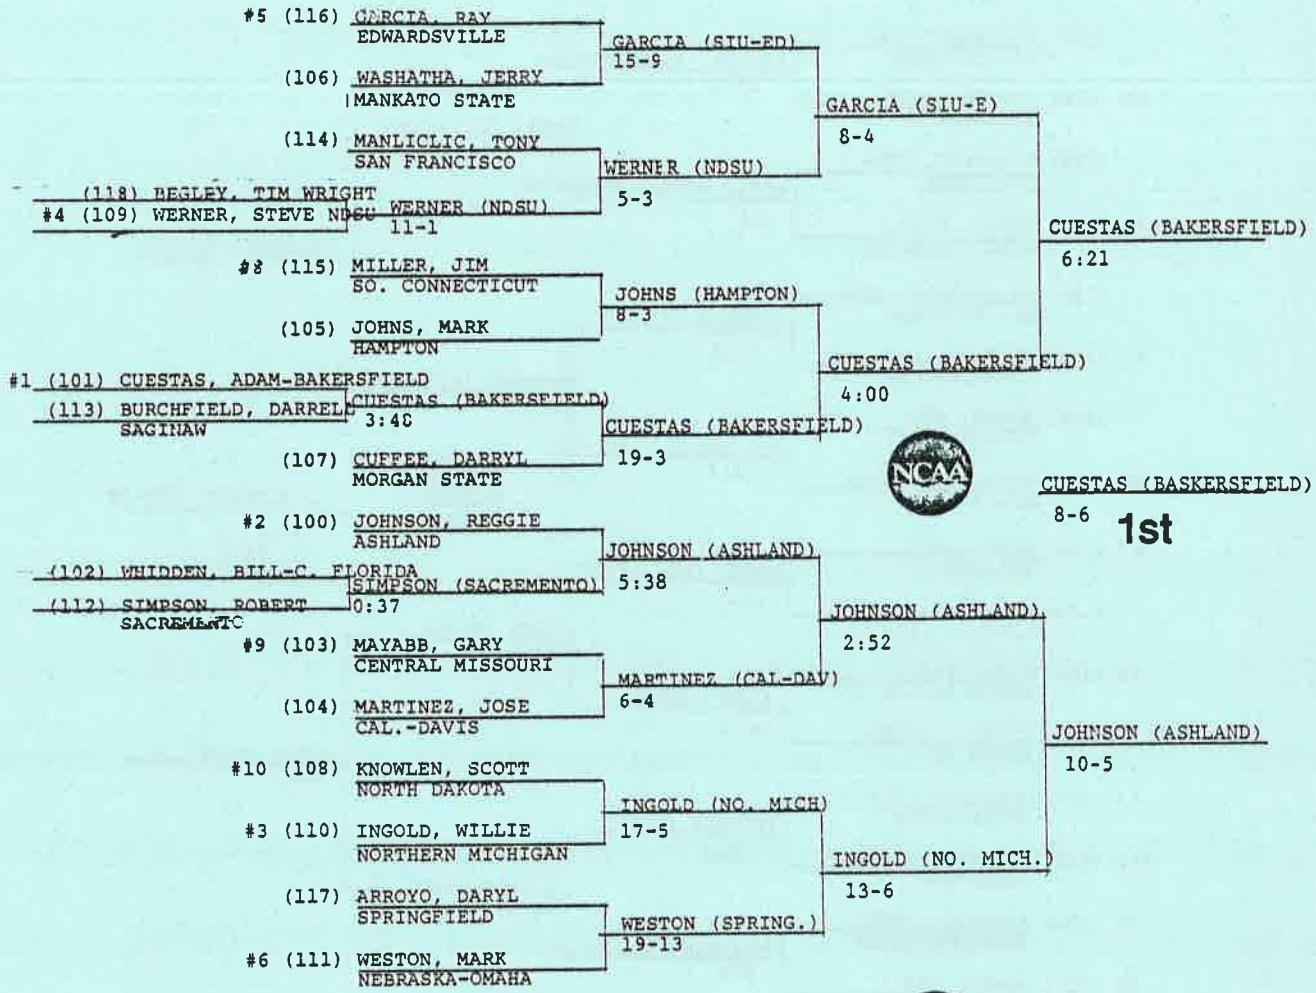 #5 (116) GARCIA, RAY
EDWARDSVILLE
GARCIA (SIU-ED)
15-9
(106) WASHATHA, JERRY
MANKATO STATE
GARCIA (SIU-E)
8-4
(114) MANLICLIC, TONY
SAN FRANCISCO
WERNER (NDSU)
5-3
(118) BEGLEY, TIM WRIGHT
#4 (109) WERNER, STEVE NDSU
WERNER (NDSU)
11-1
CUESTAS (BAKERSFIELD)
6:21
#8 (115) MILLER, JIM
SO. CONNECTICUT
JOHNS (HAMPTON)
8-3
(105) JOHNS, MARK
HAMPTON
CUESTAS (BAKERSFIELD)
4:00
#1 (101) CUESTAS, ADAM-BAKERSFIELD
(113) BURCHFIELD, DARRELL
SAGINAW
CUESTAS (BAKERSFIELD)
3:48
CUESTAS (BAKERSFIELD)
19-3
(107) CUFFEE, DARRYL
MORGAN STATE
NCAA
CUESTAS (BASKERSFIELD)
8-6
1st
#2 (100) JOHNSON, REGGIE
ASHLAND
JOHNSON (ASHLAND)
5:38
(102) WHIDDEN, BILL-C. FLORIDA
(112) SIMPSON, ROBERT
SACREMENTO
SIMPSON (SACREMENTO)
0:37
JOHNSON (ASHLAND)
2:52
#9 (103) MAYABB, GARY
CENTRAL MISSOURI
MARTINEZ (CAL-DAV)
6-4
(104) MARTINEZ, JOSE
CAL.-DAVIS
JOHNSON (ASHLAND)
10-5
#10 (108) KNOWLEN, SCOTT
NORTH DAKOTA
INGOLD (NO. MICH)
17-5
#3 (110) INGOLD, WILLIE
NORTHERN MICHIGAN
INGOLD (NO. MICH.)
13-6
(117) ARROYO, DARYL
SPRINGFIELD
WESTON (SPRING.)
19-13
#6 (111) WESTON, MARK
NEBRASKA-OMAHA